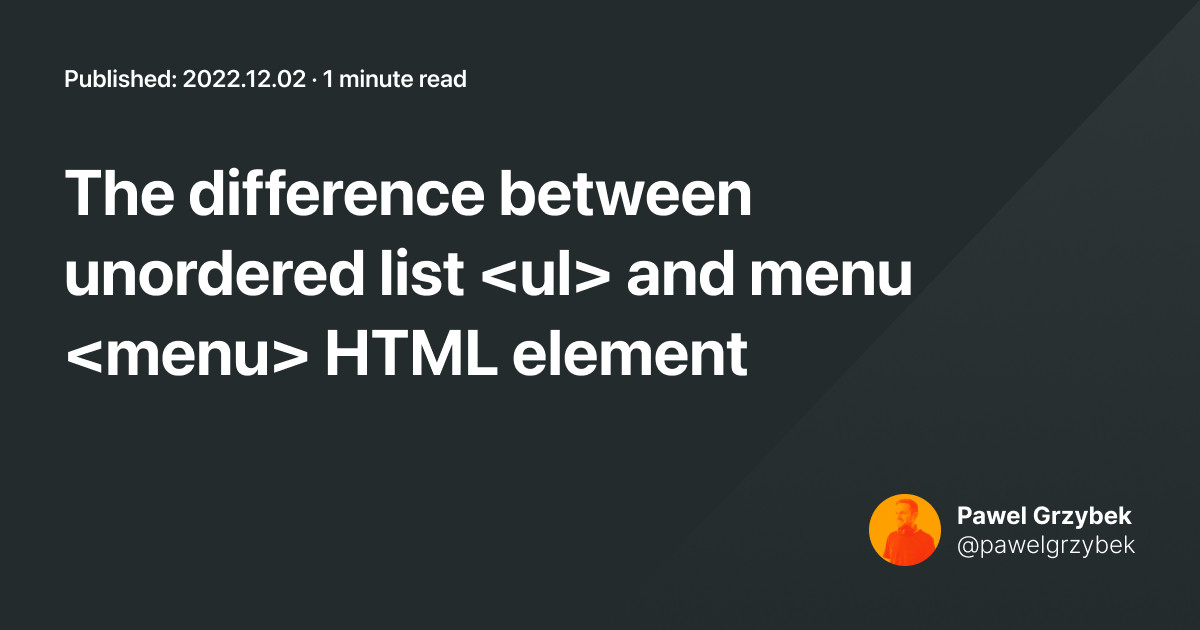 Published: 2022.12.02 · 1 minute read
The difference between
unordered list <ul> and menu
<menu> HTML element
Pawel Grzybek
@pawelgrzybek